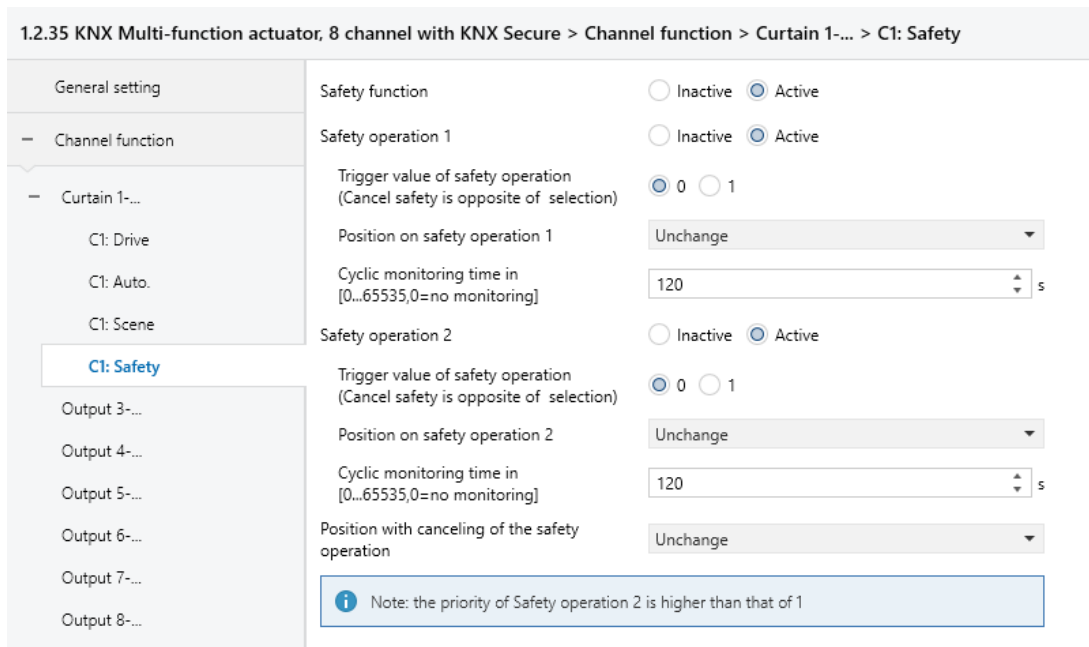 1.2.35 KNX Multi-function actuator, 8 channel with KNX Secure > Channel function > Curtain 1-... > C1: Safety
General setting
Channel function
Curtain 1-...
C1: Drive
C1: Auto.
C1: Scene
C1: Safety
Output 3-...
Output 4-...
Output 5-...
Output 6-...
Output 7-...
Output 8-...
Safety function Inactive Active
Safety operation 1 Inactive Active
Trigger value of safety operation
(Cancel safety is opposite of selection) 0 1
Position on safety operation 1 Unchange
Cyclic monitoring time in
[0...65535,0=no monitoring] 120 s
Safety operation 2 Inactive Active
Trigger value of safety operation
(Cancel safety is opposite of selection) 0 1
Position on safety operation 2 Unchange
Cyclic monitoring time in
[0...65535,0=no monitoring] 120 s
Position with canceling of the safety
operation Unchange
Note: the priority of Safety operation 2 is higher than that of 1